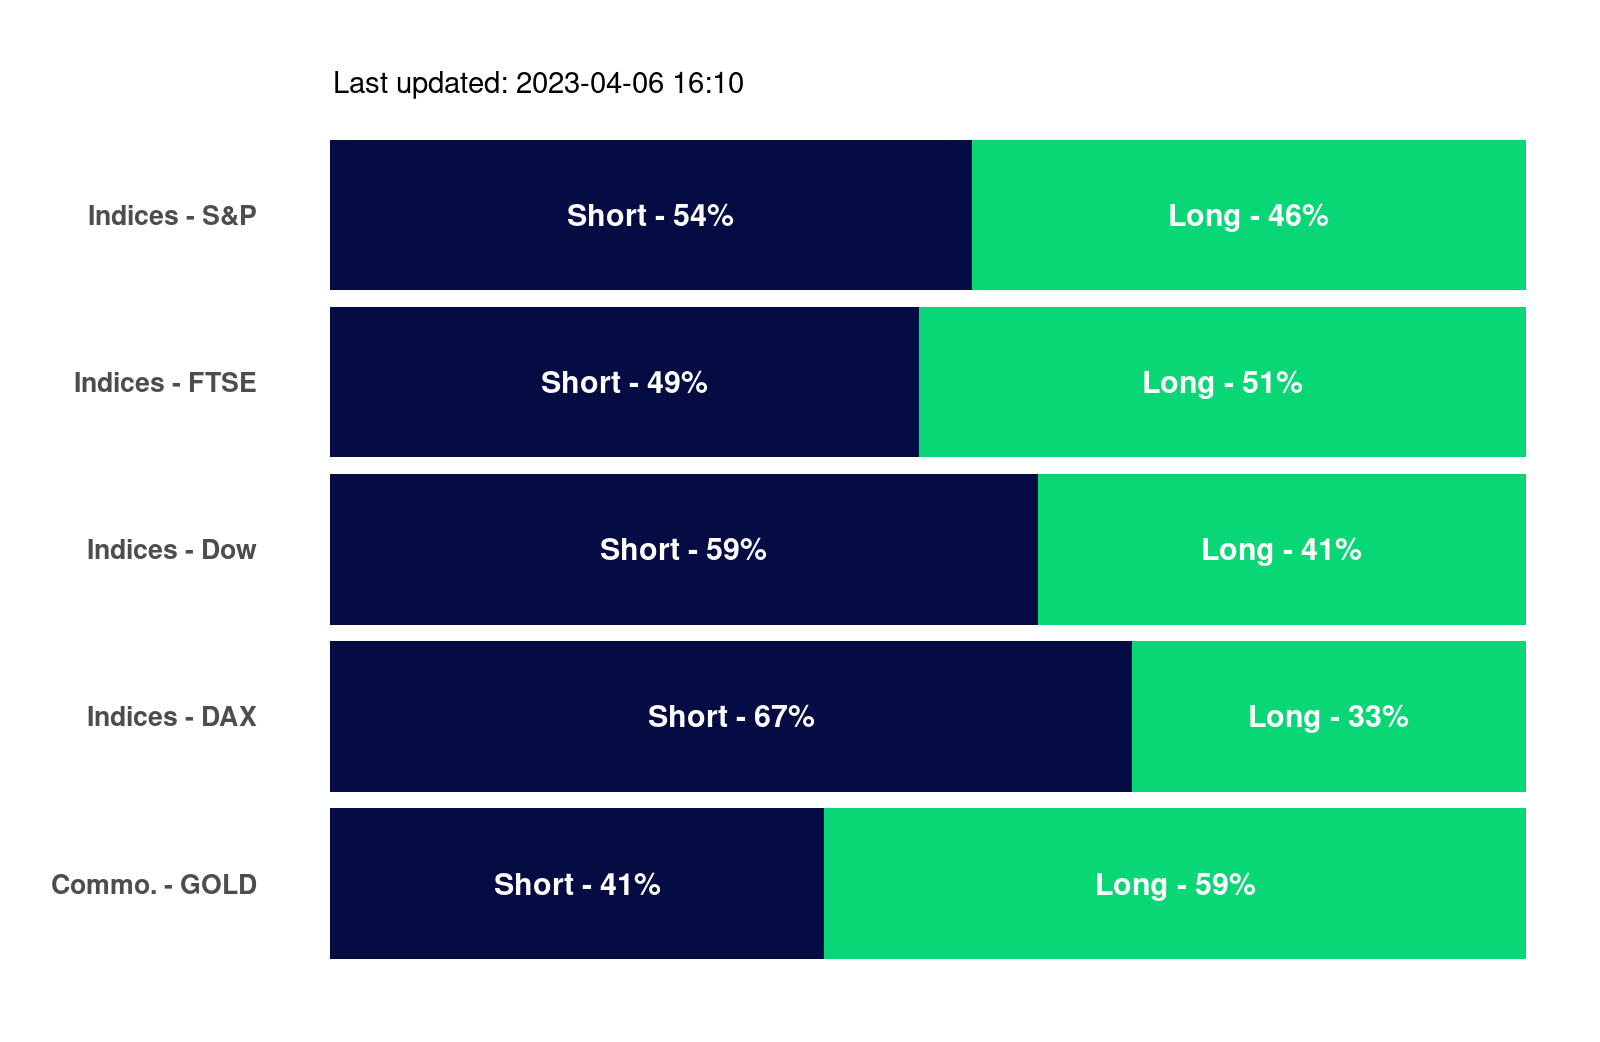 Last updated: 2023-04-06 16:10
Indices - S&P Short - 54% Long - 46%
Indices - FTSE Short - 49% Long - 51%
Indices - Dow Short - 59% Long - 41%
Indices - DAX Short - 67% Long - 33%
Commo. - GOLD Short - 41% Long - 59%